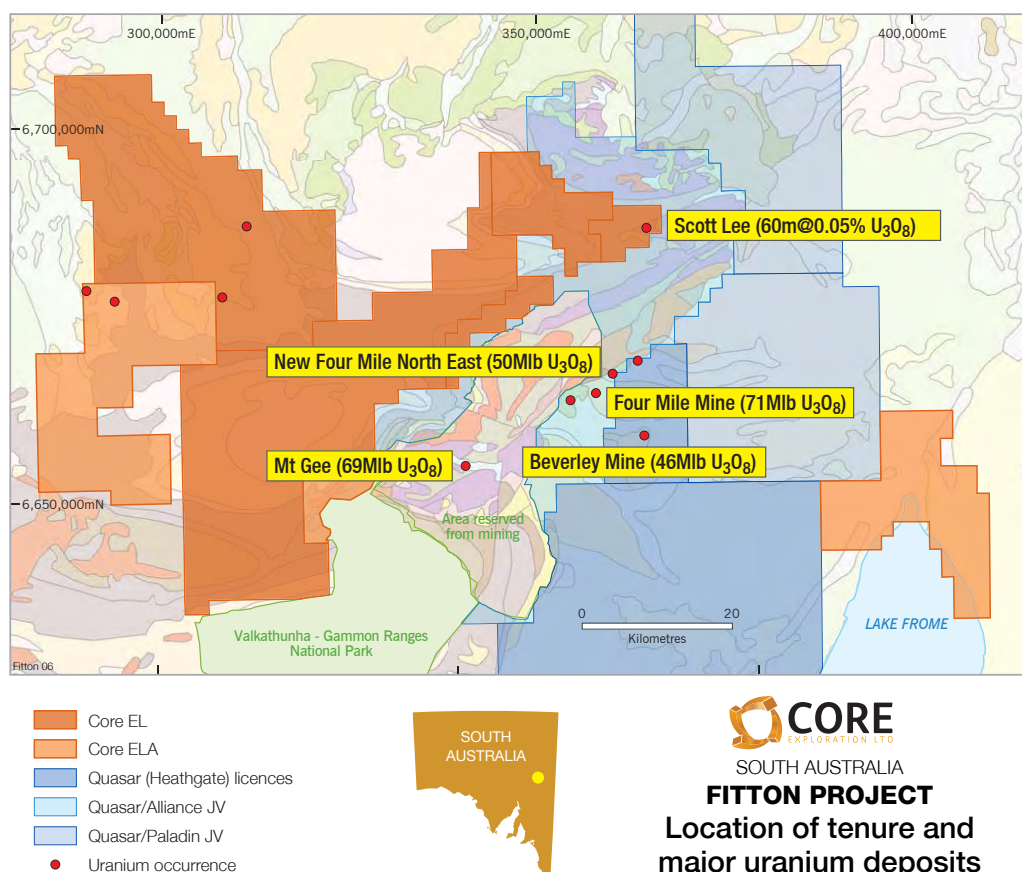 300,000mE
350,000mE
400,000mE
6,700,000mN
Scott Lee (60m@0.05% U₃O₈)
New Four Mile North East (50Mlb U₃O₈)
Four Mile Mine (71Mlb U₃O₈)
Mt Gee (69Mlb U₃O₈)
Beverley Mine (46Mlb U₃O₈)
6,650,000mN
Area reserved
from mining
0
20
Kilometres
LAKE FROME
Valkathunha - Gammon Ranges
National Park
Fitton 06
Core EL
Core ELA
Quasar (Heathgate) licences
Quasar/Alliance JV
Quasar/Paladin JV
Uranium occurrence
SOUTH
AUSTRALIA
CORE
EXPLORATION LTD
SOUTH AUSTRALIA
FITTON PROJECT
Location of tenure and
major uranium deposits